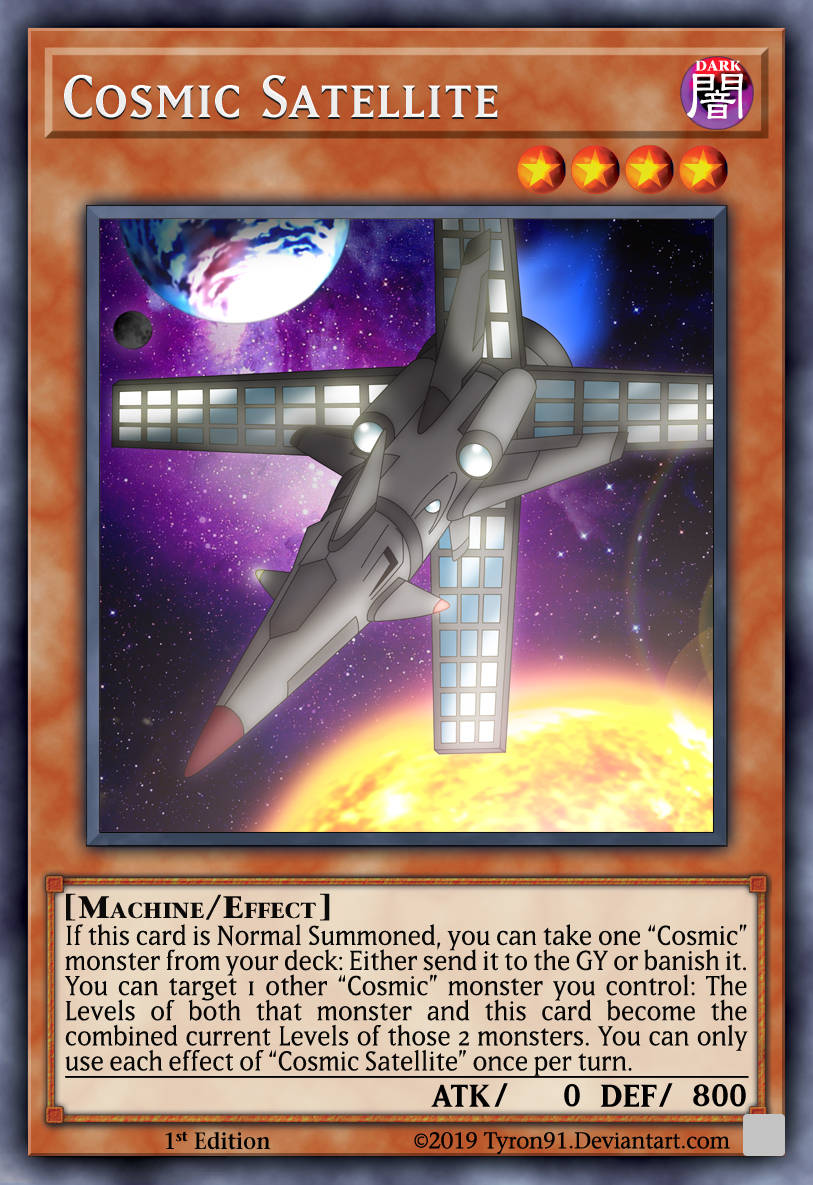 Cosmic Satellite
DARK
闇
[Machine/Effect]
If this card is Normal Summoned, you can take one “Cosmic”
monster from your deck: Either send it to the GY or banish it.
You can target 1 other “Cosmic” monster you control: The
Levels of both that monster and this card become the
combined current Levels of those 2 monsters. You can only
use each effect of “Cosmic Satellite” once per turn.
ATK/ 0 DEF/ 800
1st Edition ©2019 Tyron91.Deviantart.com